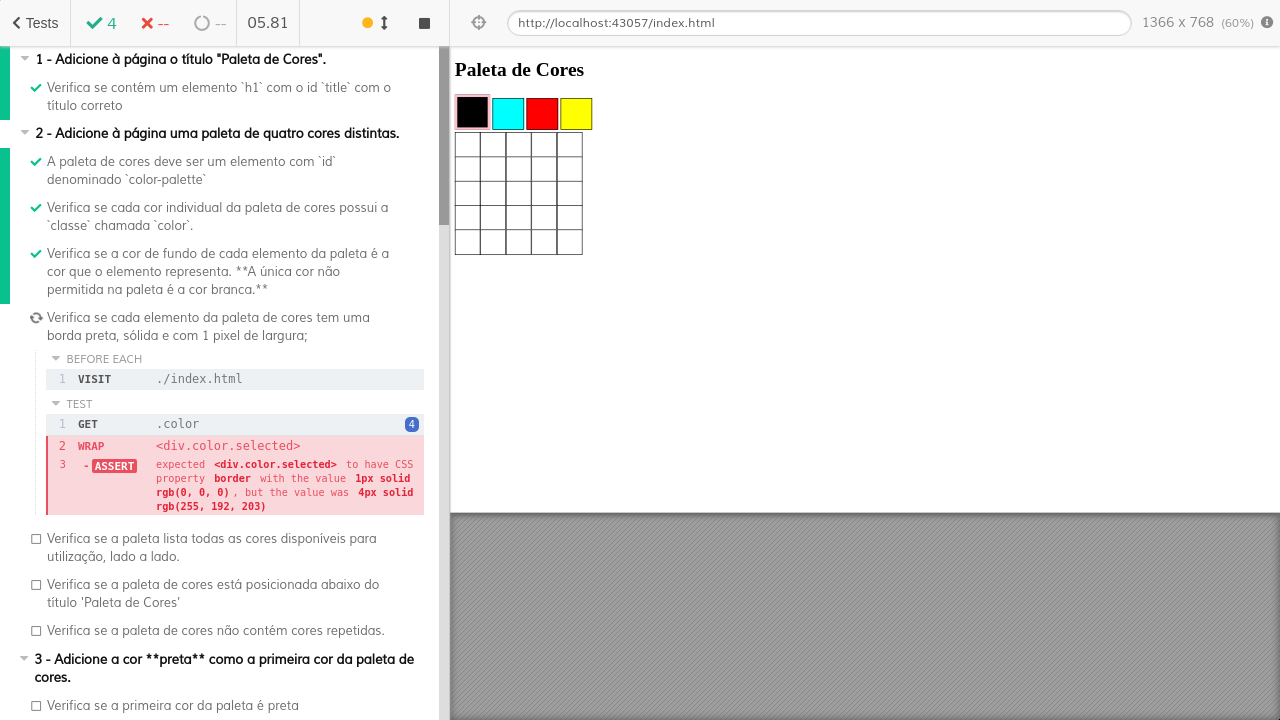 Tests
4
--
--
05.81
http://localhost:43057/index.html
1366 x 768 (60%)
1 - Adicione à página o título "Paleta de Cores".
Verifica se contém um elemento `h1` com o id `title` com o
título correto
2 - Adicione à página uma paleta de quatro cores distintas.
A paleta de cores deve ser um elemento com `id`
denominado `color-palette`
Verifica se cada cor individual da paleta de cores possui a
`classe` chamada `color`.
Verifica se a cor de fundo de cada elemento da paleta é a
cor que o elemento representa. **A única cor não
permitida na paleta é a cor branca.**
Verifica se cada elemento da paleta de cores tem uma
borda preta, sólida e com 1 pixel de largura;
BEFORE EACH
1 VISIT ./index.html
TEST
1 GET .color 4
2 WRAP <div.color.selected>
3 - ASSERT expected <div.color.selected> to have CSS
property border with the value 1px solid
rgb(0, 0, 0) , but the value was 4px solid
rgb(255, 192, 203)
Verifica se a paleta lista todas as cores disponíveis para
utilização, lado a lado.
Verifica se a paleta de cores está posicionada abaixo do
título 'Paleta de Cores'
Verifica se a paleta de cores não contém cores repetidas.
3 - Adicione a cor **preta** como a primeira cor da paleta de
cores.
Verifica se a primeira cor da paleta é preta
Paleta de Cores